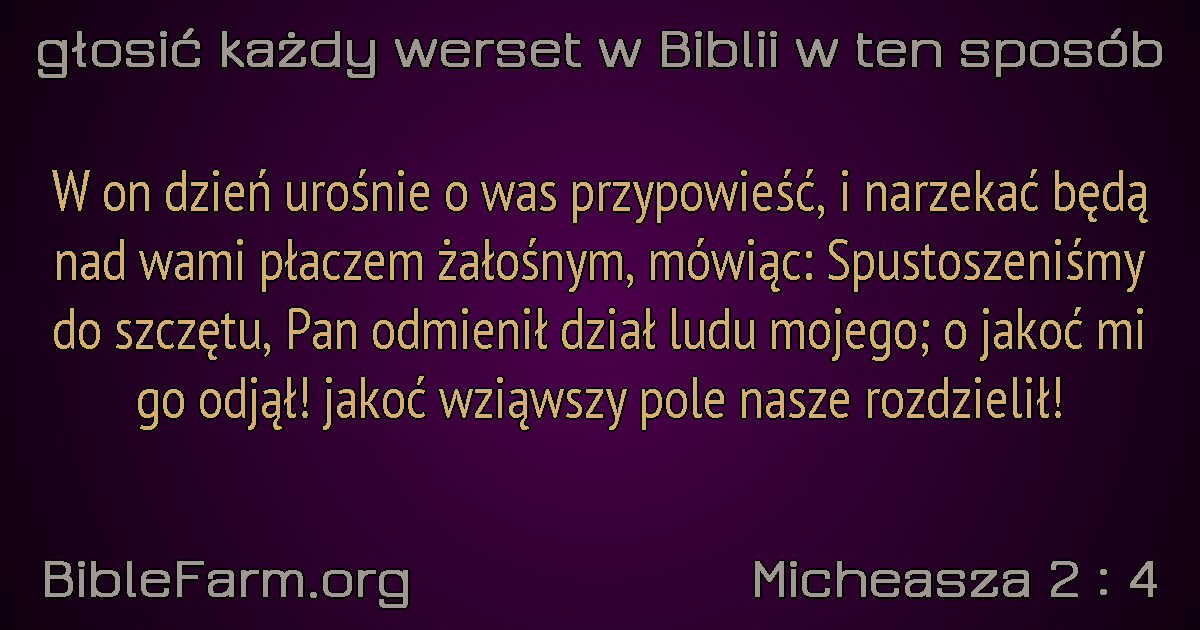 głosić każdy werset w Biblii w ten sposób
W on dzień urośnie o was przypowieść, i narzekać będą
nad wami płaczem żałośnym, mówiąc: Spustoszeniśmy
do szczętu, Pan odmienił dział ludu mojego; o jakoć mi
go odjął! jakoć wziąwszy pole nasze rozdzielił!
BibleFarm.org
Micheasza 2 : 4